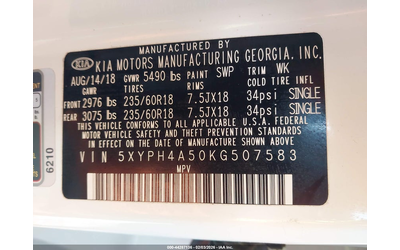 MANUFACTURED BY
KIA KIA MOTORS MANUFACTURING GEORGIA, INC.
AUG/14/18 GVWR 5490 lbs PAINT SWP TRIM WK
GAWR TIRES RIMS COLD TIRE INFL
FRONT 2976 lbs 235/60R18 7.5JX18 34psi SINGLE
REAR 3075 lbs 235/60R18 7.5JX18 34psi SINGLE
THIS VEHICLE CONFORMS TO ALL APPLICABLE U.S. FEDERAL
MOTOR VEHICLE SAFETY, BUMPER, AND THEFT PREVENTION STANDARDS
IN EFFECT ON THE DATE OF MANUFACTURE SHOWN ABOVE.
VIN 5XYPH4A50KG507583
MPV
6210